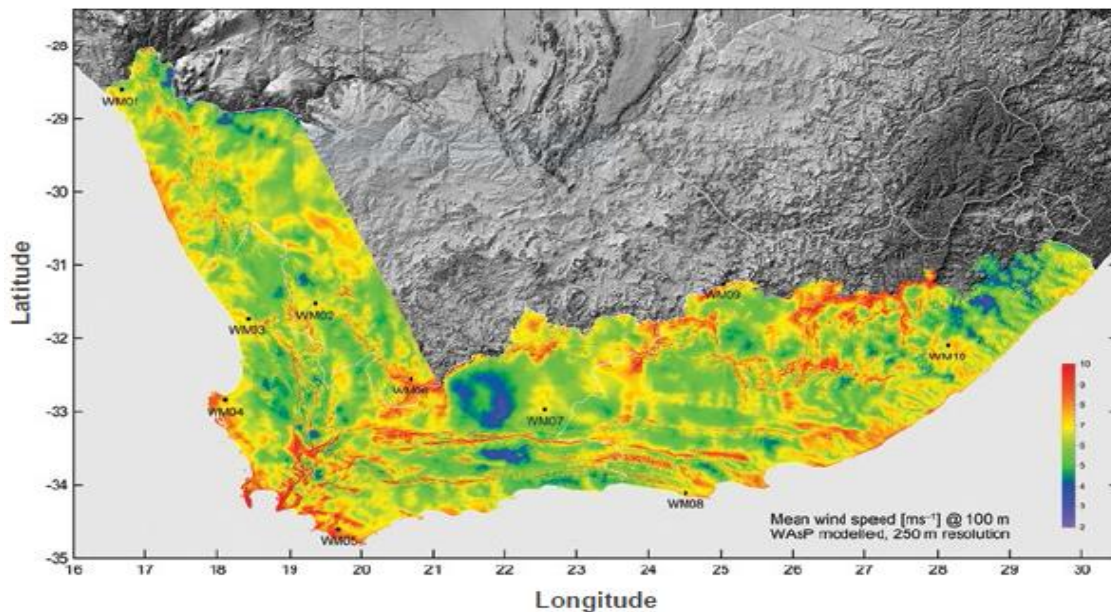 -28
-29
-30
-31
-32
-33
-34
-35
Latitude
WM01
WM02
WM03
WM04
WM05
WM06
WM07
WM08
WM09
WM10
10
9
8
7
6
5
4
3
2
Mean wind speed [ms⁻¹] @ 100 m
WAsP modelled, 250 m resolution
16 17 18 19 20 21 22 23 24 25 26 27 28 29 30
Longitude